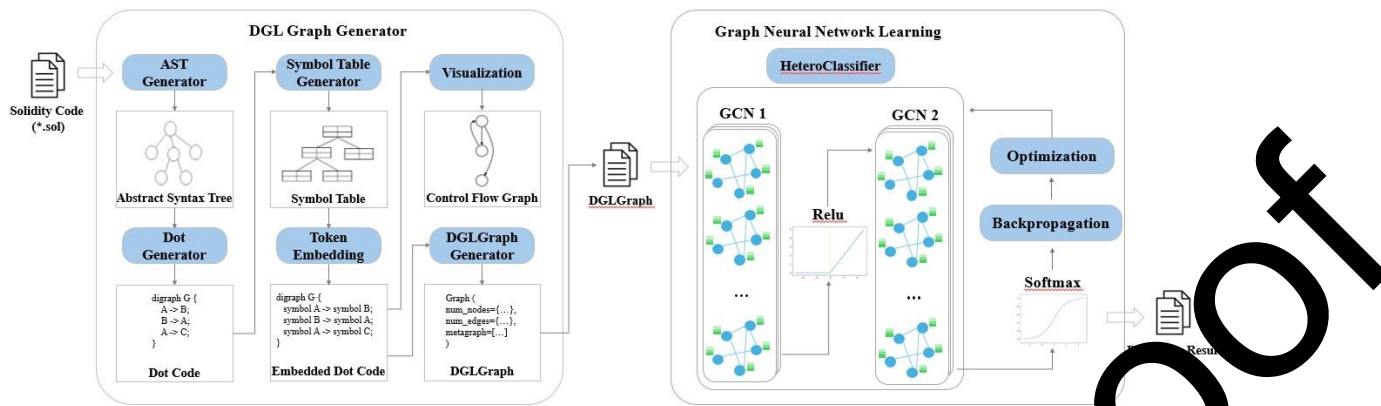 DGL Graph Generator
Solidity Code
(*.sol)
AST
Generator
Abstract Syntax Tree
Dot
Generator
digraph G {
A -> B;
B -> A;
A -> C;
}
Dot Code
Symbol Table
Generator
Symbol Table
Token
Embedding
digraph G {
symbol A -> symbol B;
symbol B -> symbol A;
symbol A -> symbol C;
}
Embedded Dot Code
Visualization
Control Flow Graph
DGLGraph
Generator
Graph (
num_nodes={...},
num_edges={...},
metagraph=[...]
)
DGLGraph
DGLGraph
Graph Neural Network Learning
HeteroClassifier
GCN 1
...
Relu
GCN 2
...
Optimization
Backpropagation
Softmax
oof